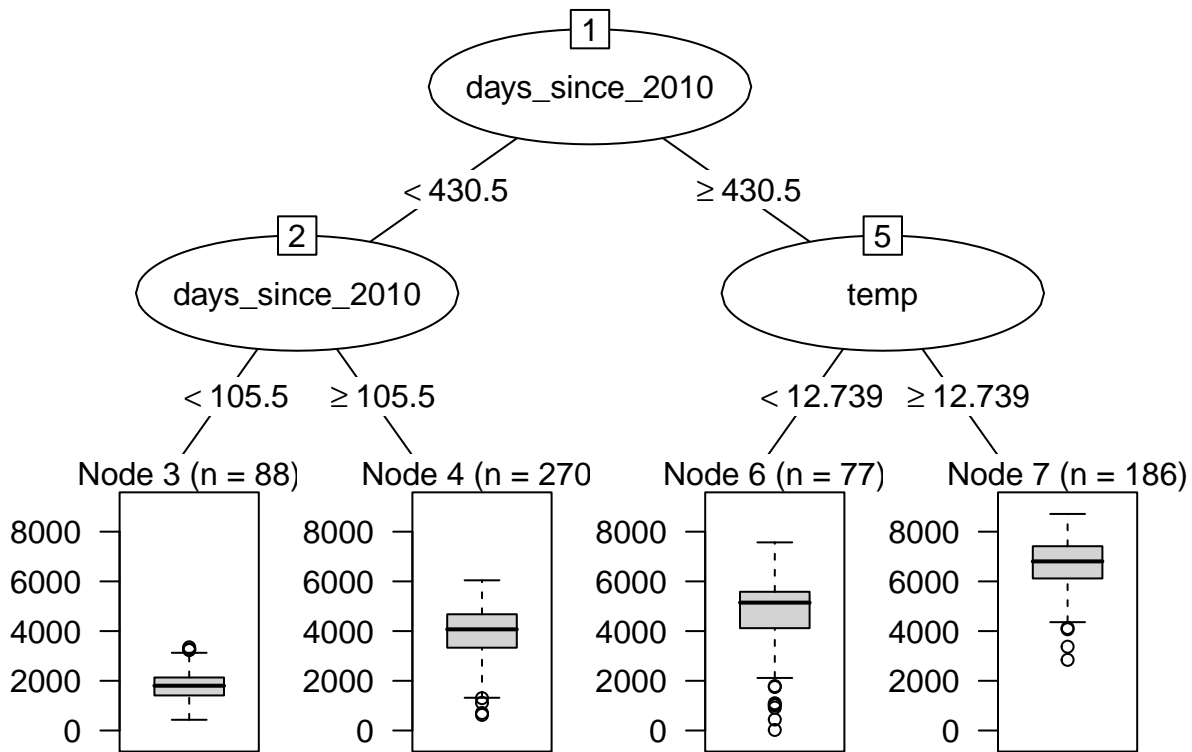 1
days_since_2010
< 430.5 ≥ 430.5
2 5
days_since_2010 temp
< 105.5 ≥ 105.5 < 12.739 ≥ 12.739
Node 3 (n = 88) Node 4 (n = 270 Node 6 (n = 77) Node 7 (n = 186)
8000 8000 8000 8000
6000 6000 6000 6000
4000 4000 4000 4000
2000 2000 2000 2000
0 0 0 0